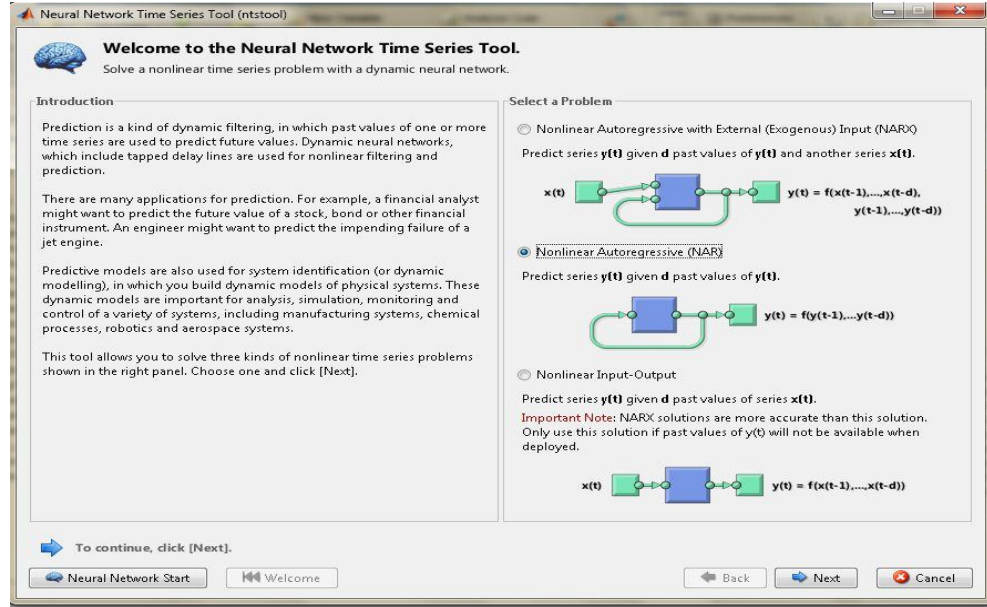 Neural Network Time Series Tool (ntstool)
Welcome to the Neural Network Time Series Tool.
Solve a nonlinear time series problem with a dynamic neural network.
Introduction
Prediction is a kind of dynamic filtering, in which past values of one or more
time series are used to predict future values. Dynamic neural networks,
which include tapped delay lines are used for nonlinear filtering and
prediction.
There are many applications for prediction. For example, a financial analyst
might want to predict the future value of a stock, bond or other financial
instrument. An engineer might want to predict the impending failure of a
jet engine.
Predictive models are also used for system identification (or dynamic
modelling), in which you build dynamic models of physical systems. These
dynamic models are important for analysis, simulation, monitoring and
control of a variety of systems, including manufacturing systems, chemical
processes, robotics and aerospace systems.
This tool allows you to solve three kinds of nonlinear time series problems
shown in the right panel. Choose one and click [Next].
Select a Problem
Nonlinear Autoregressive with External (Exogenous) Input (NARX)
Predict series y(t) given d past values of y(t) and another series x(t).
x(t)
y(t) = f(x(t-1),...,x(t-d),
y(t-1),...,y(t-d))
Nonlinear Autoregressive (NAR)
Predict series y(t) given d past values of y(t).
y(t) = f(y(t-1),...y(t-d))
Nonlinear Input-Output
Predict series y(t) given d past values of series x(t).
Important Note: NARX solutions are more accurate than this solution.
Only use this solution if past values of y(t) will not be available when
deployed.
x(t)
y(t) = f(x(t-1),...,x(t-d))
To continue, click [Next].
Neural Network Start
Welcome
Back
Next
Cancel